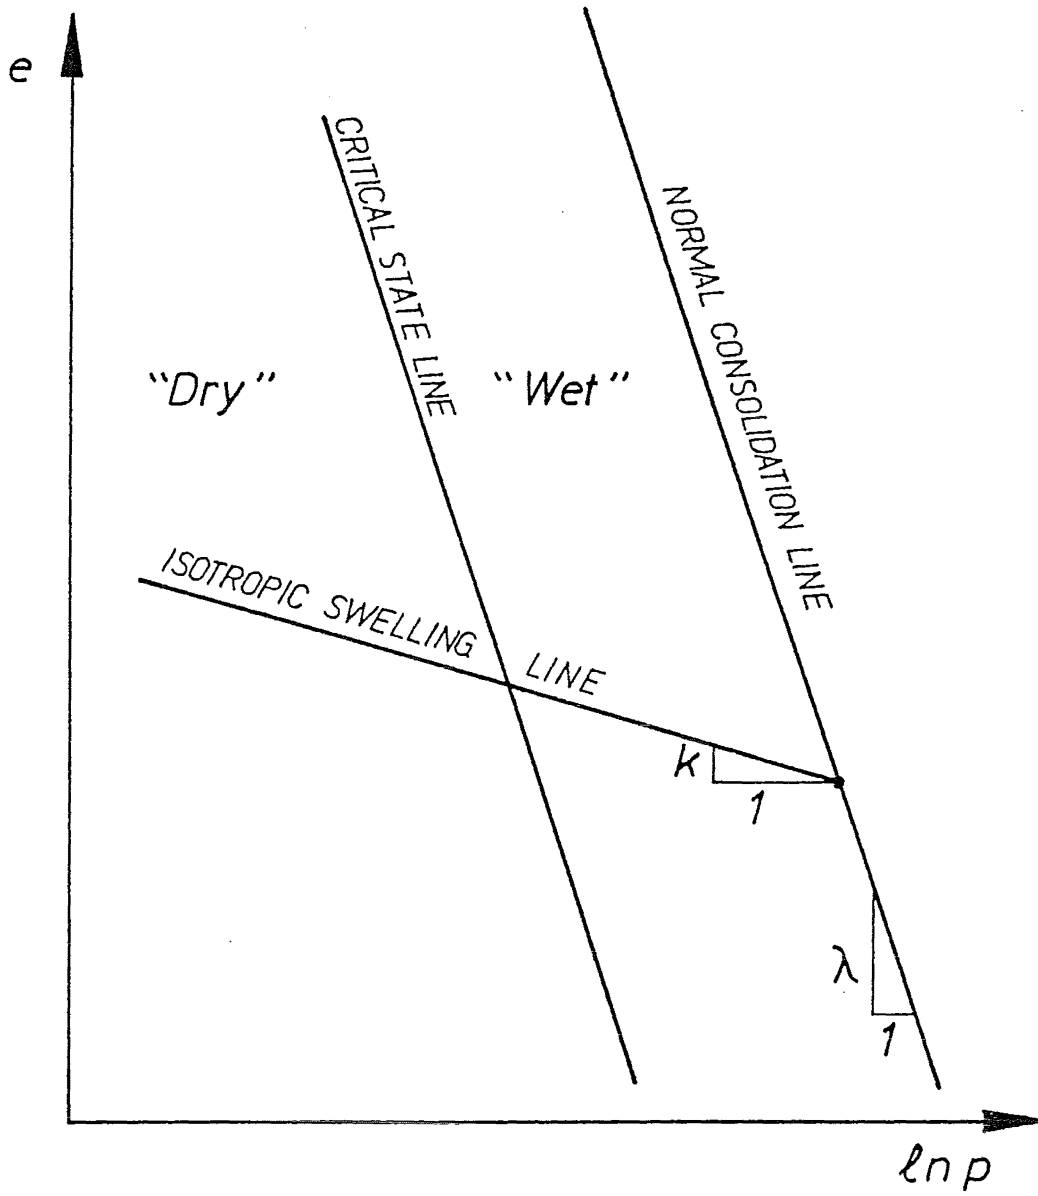 e
CRITICAL STATE LINE
NORMAL CONSOLIDATION LINE
"Dry"
"Wet"
ISOTROPIC SWELLING LINE
k
1
λ
1
ln p